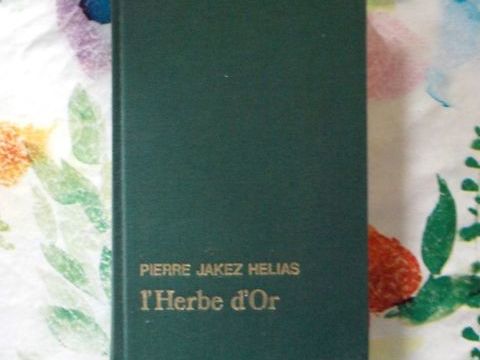 PIERRE JAKEZ HELIAS
l'Herbe d'Or